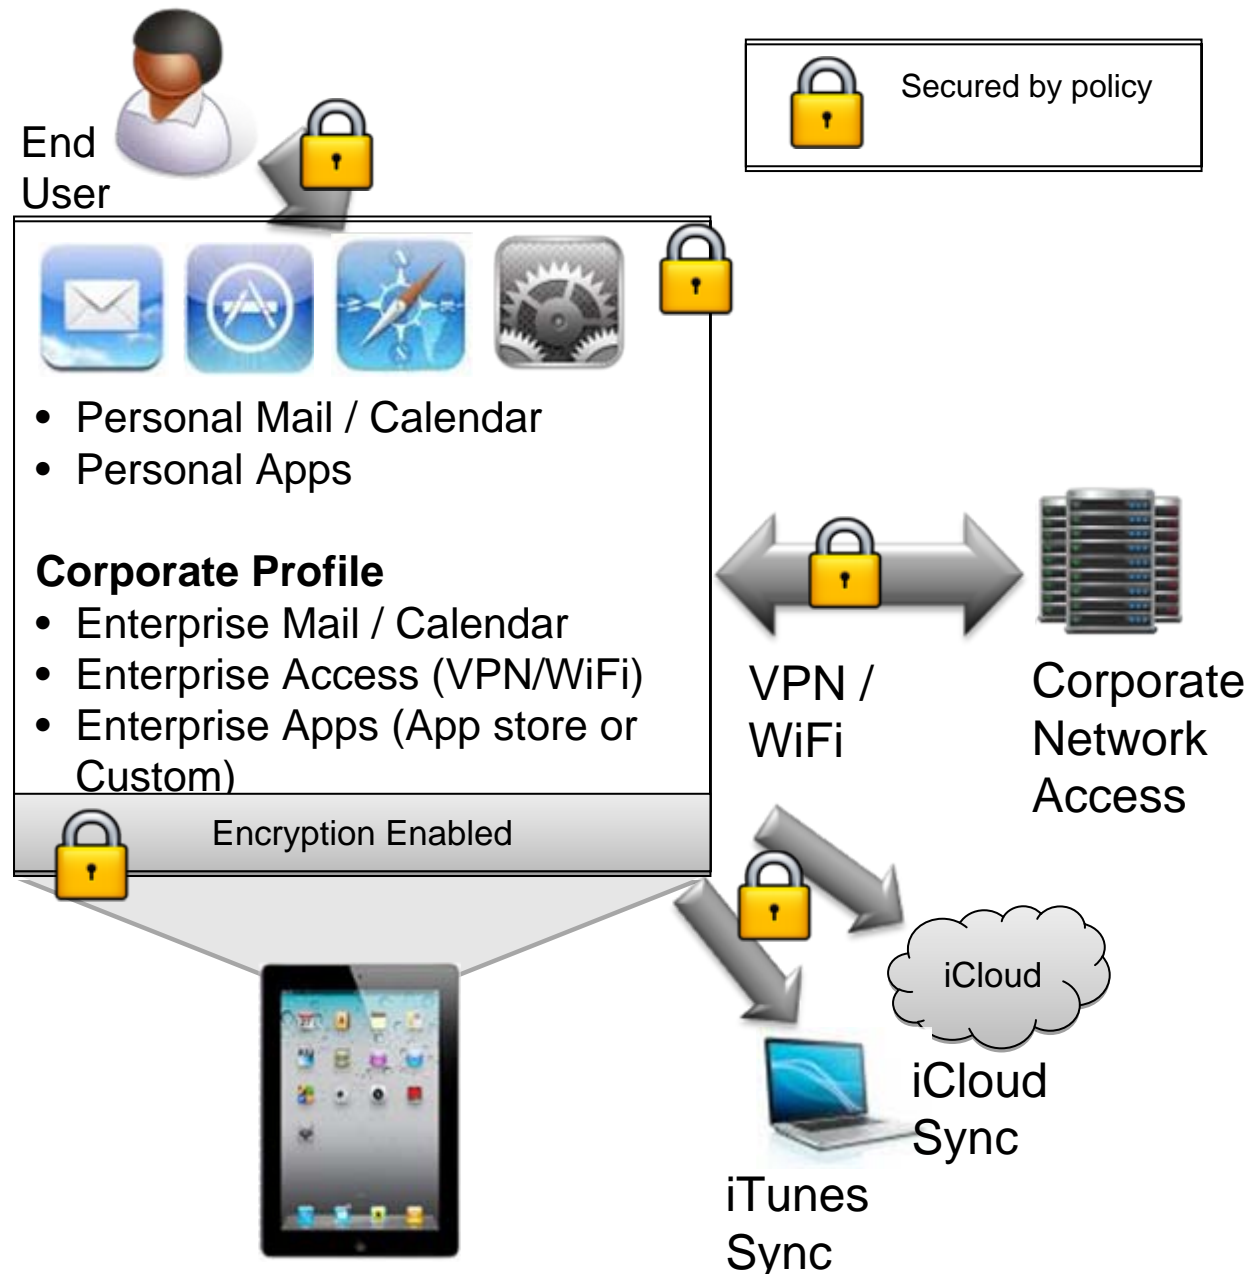 End
User
Secured by policy
• Personal Mail / Calendar
• Personal Apps
Corporate Profile
• Enterprise Mail / Calendar
• Enterprise Access (VPN/WiFi)
• Enterprise Apps (App store or
Custom)
Encryption Enabled
VPN /
WiFi
Corporate
Network
Access
iCloud
iCloud
Sync
iTunes
Sync